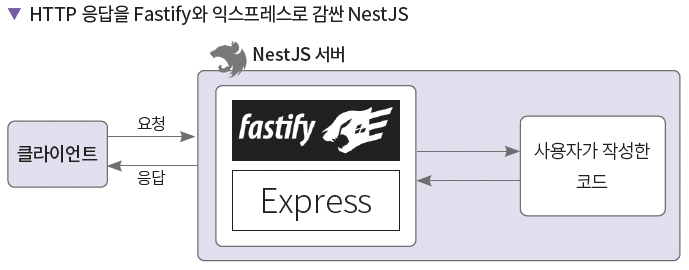 ▼ HTTP 응답을 Fastify와 익스프레스로 감싼 NestJS
NestJS 서버
fastify
요청
클라이언트
응답
Express
사용자가 작성한
코드